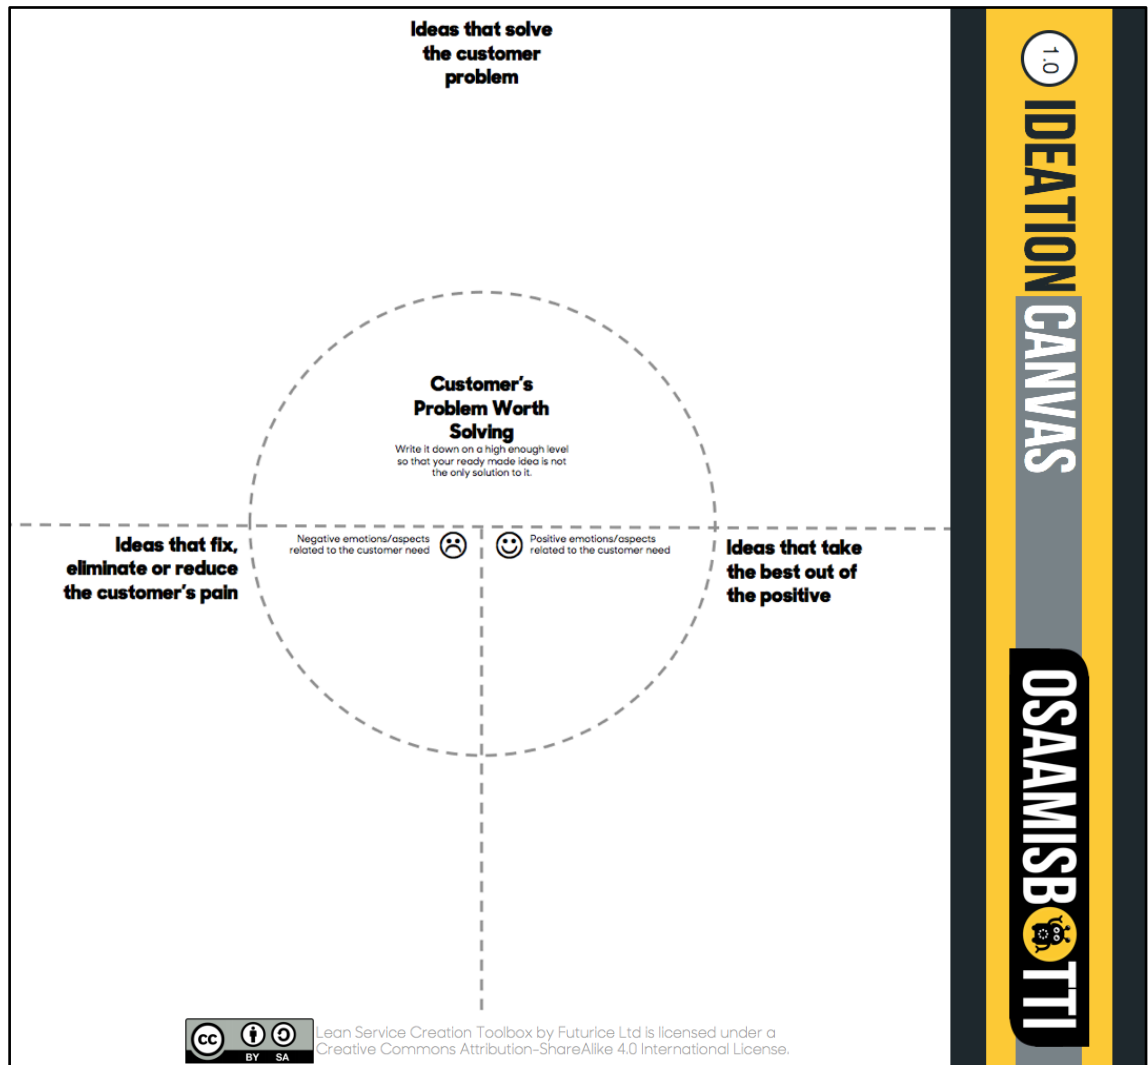 Ideas that solve
the customer
problem
Customer's
Problem Worth
Solving
Write it down on a high enough level
so that your ready made idea is not
the only solution to it.
Negative emotions/aspects
related to the customer need
Positive emotions/aspects
related to the customer need
Ideas that fix,
eliminate or reduce
the customer's pain
Ideas that take
the best out of
the positive
cc
BY SA
Lean Service Creation Toolbox by Futurice Ltd is licensed under a
Creative Commons Attribution-ShareAlike 4.0 International License.
1.0 IDEATION CANVAS
OSAAMISBOTTI